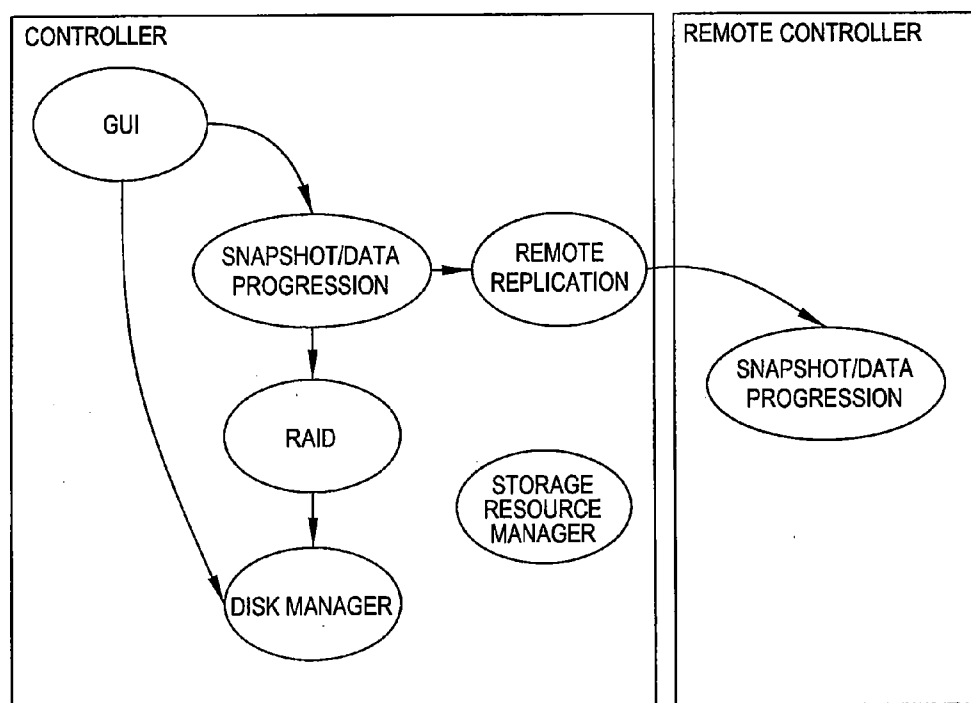 CONTROLLER
REMOTE CONTROLLER
GUI
SNAPSHOT/DATA
PROGRESSION
REMOTE
REPLICATION
SNAPSHOT/DATA
PROGRESSION
RAID
STORAGE
RESOURCE
MANAGER
DISK MANAGER